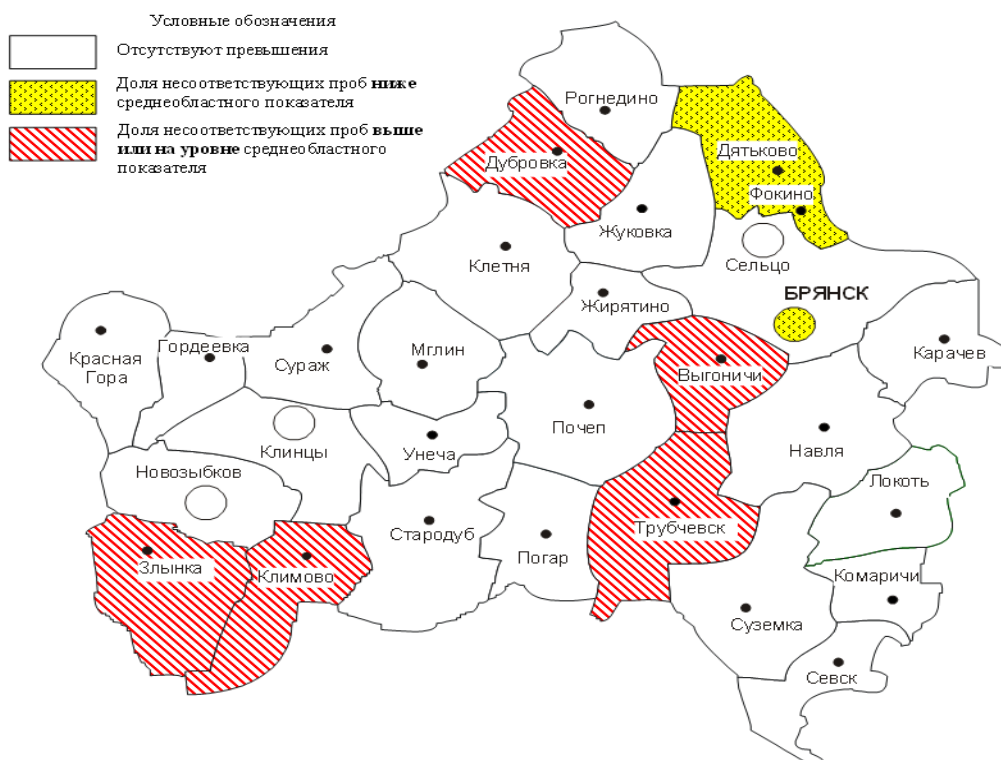 Условные обозначения
Отсутствуют превышения
Доля несоответствующих проб ниже
среднеобластного показателя
Доля несоответствующих проб выше
или на уровне среднеобластного
показателя
Рогнедино
Дубровка
Дятьково
Фокино
Жуковка
Клетня
Сельцо
Жирятино
БРЯНСК
Красная
Гора
Гордеевка
Сураж
Мглин
Выгоничи
Карачев
Почеп
Клинцы
Унеча
Навля
Новозыбков
Локоть
Стародуб
Погар
Трубчевск
Злынка
Климово
Комаричи
Суземка
Севск